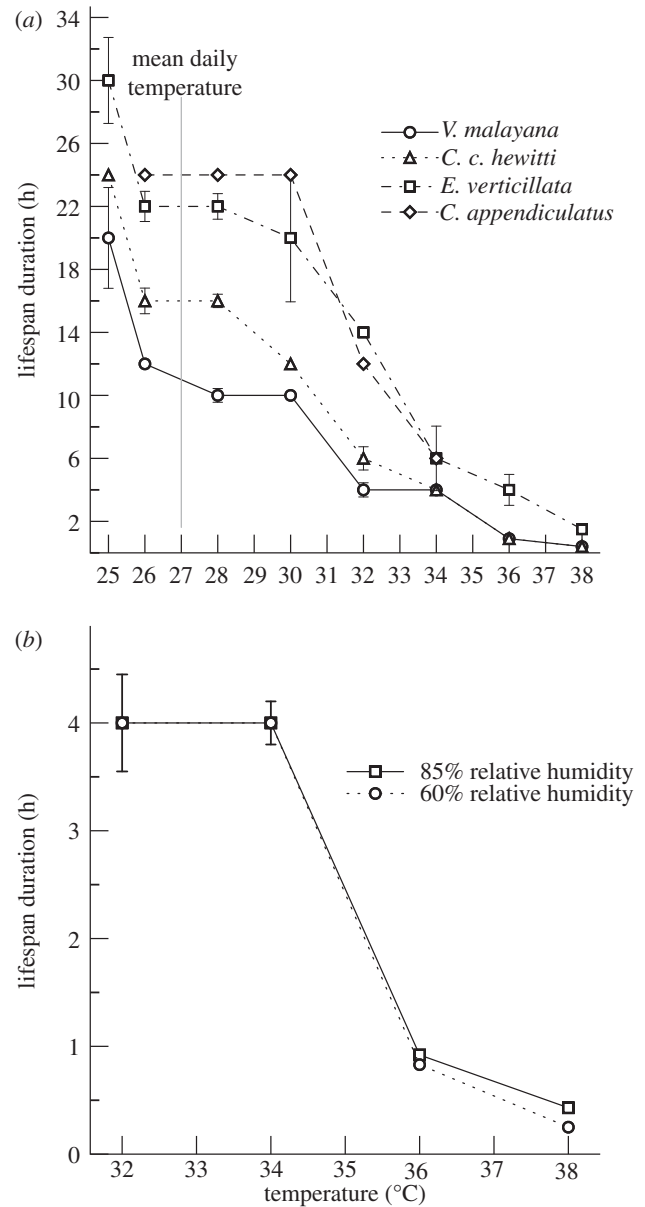 (a)
34
30
26
22
18
14
10
6
2
lifespan duration (h)
mean daily
temperature
V. malayana
C. c. hewitti
E. verticillata
C. appendiculatus
25 26 27 28 29 30 31 32 33 34 35 36 37 38
(b)
4
3
2
1
0
lifespan duration (h)
85% relative humidity
60% relative humidity
32 33 34 35 36 37 38
temperature (°C)